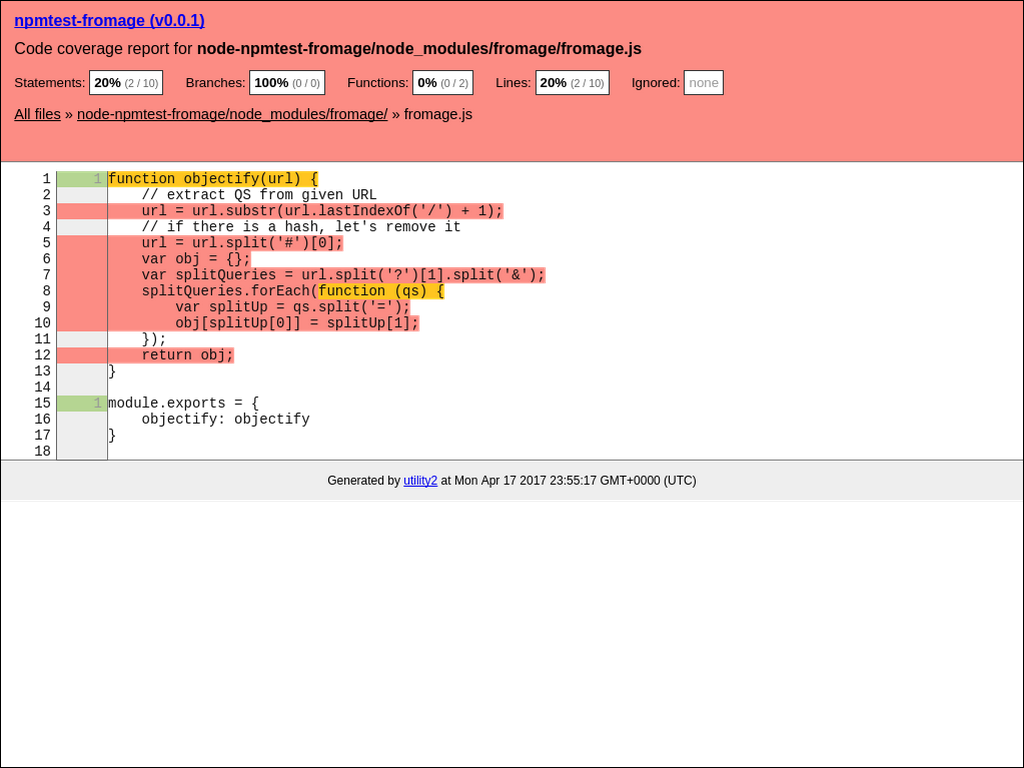 npmtest-fromage (v0.0.1)
Code coverage report for node-npmtest-fromage/node_modules/fromage/fromage.js
Statements: 20% (2 / 10) Branches: 100% (0 / 0) Functions: 0% (0 / 2) Lines: 20% (2 / 10) Ignored: none
All files » node-npmtest-fromage/node_modules/fromage/ » fromage.js
1 1 function objectify(url) {
2 // extract QS from given URL
3 url = url.substr(url.lastIndexOf('/') + 1);
4 // if there is a hash, let's remove it
5 url = url.split('#')[0];
6 var obj = {};
7 var splitQueries = url.split('?')[1].split('&');
8 splitQueries.forEach(function (qs) {
9 var splitUp = qs.split('=');
10 obj[splitUp[0]] = splitUp[1];
11 });
12 return obj;
13 }
14
15 1 module.exports = {
16 objectify: objectify
17 }
18
Generated by utility2 at Mon Apr 17 2017 23:55:17 GMT+0000 (UTC)